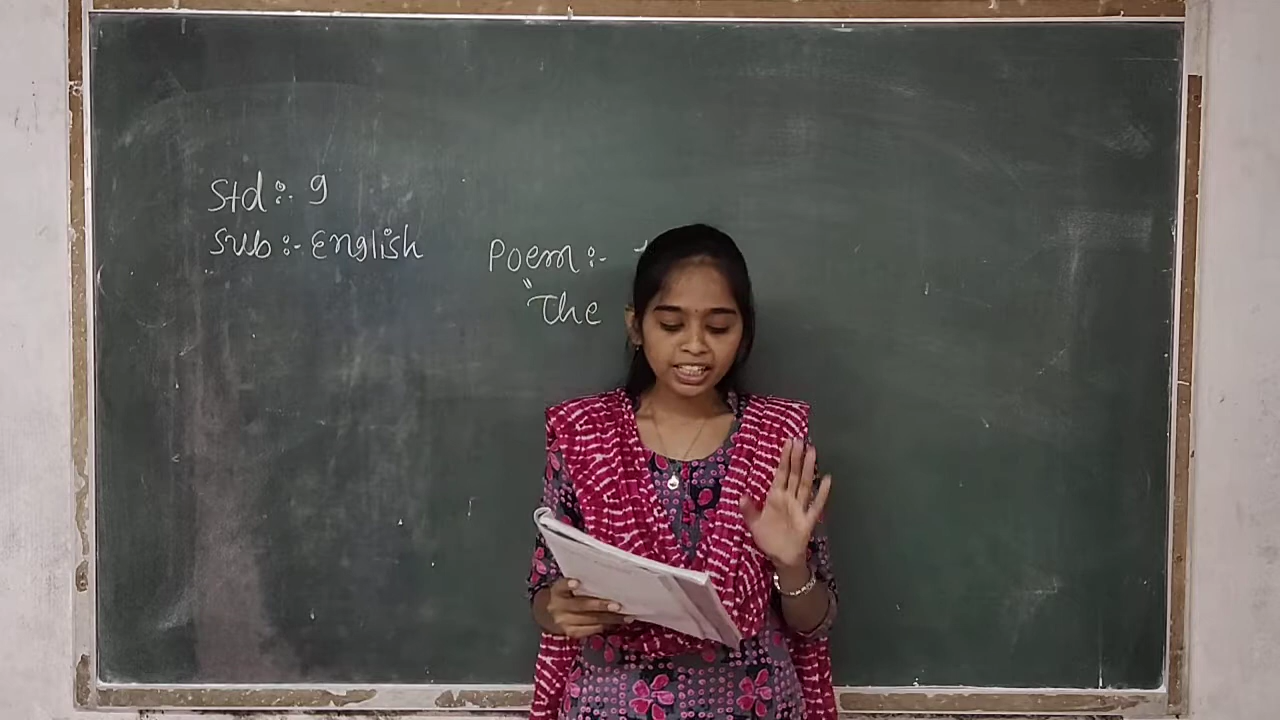 Std :- 9
Sub :- English
Poem :-
"The